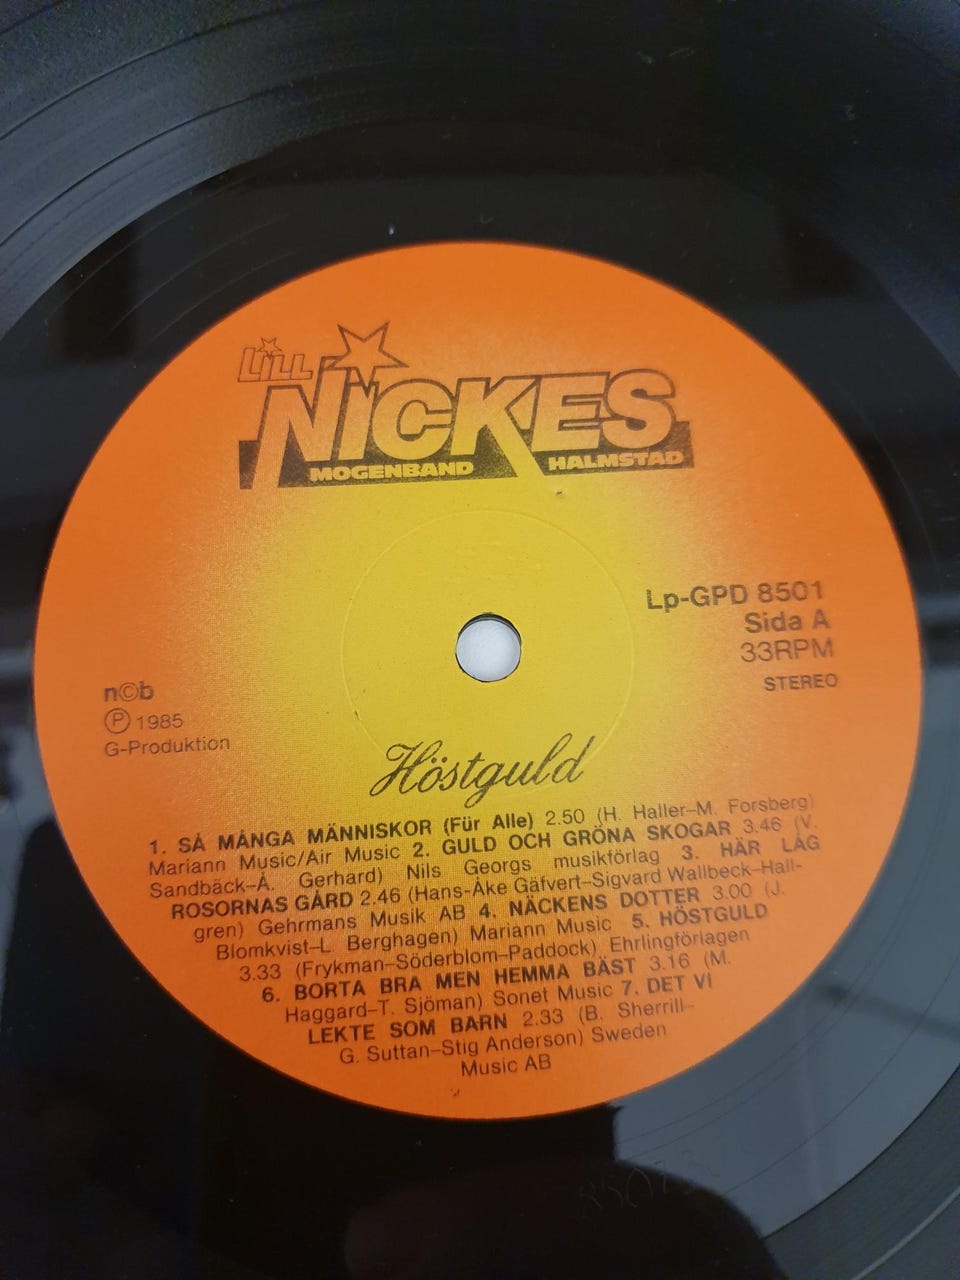 LILL
NICKES
MOGENBAND HALMSTAD
Lp-GPD 8501
Sida A
33RPM
STEREO
n©b
Ⓟ 1985
G-Produktion
Höstguld
1. SÅ MÅNGA MÄNNISKOR (Für Alle) 2.50 (H. Haller–M. Forsberg)
Mariann Music/Air Music 2. GULD OCH GRÖNA SKOGAR 3.46 (V.
Sandbäck–Å. Gerhard) Nils Georgs musikförlag 3. HÄR LÅG
ROSORNAS GÅRD 2.46 (Hans-Åke Gäfvert–Sigvard Wallbeck–Hall-
gren) Gehrmans Musik AB 4. NÄCKENS DOTTER 3.00 (J.
Blomkvist–L. Berghagen) Mariann Music 5. HÖSTGULD
3.33 (Frykman–Söderblom–Paddock) Ehrlingförlagen
6. BORTA BRA MEN HEMMA BÄST 3.16 (M.
Haggard–T. Sjöman) Sonet Music 7. DET VI
LEKTE SOM BARN 2.33 (B. Sherrill–
G. Suttan–Stig Anderson) Sweden
Music AB